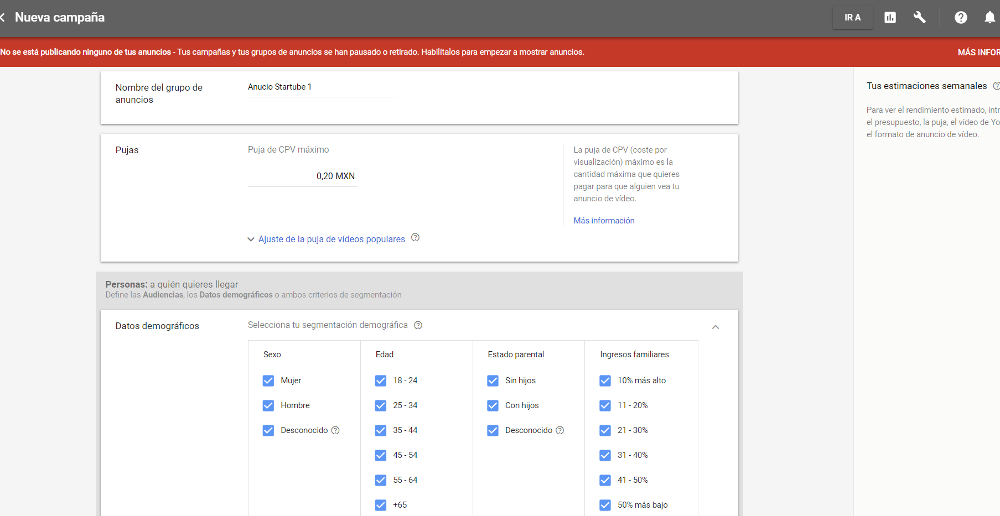 Nueva campaña
IR A
No se está publicando ninguno de tus anuncios - Tus campañas y tus grupos de anuncios se han pausado o retirado. Habilítalos para empezar a mostrar anuncios.
MÁS INFOR
Nombre del grupo de
anuncios
Anucio Startube 1
Tus estimaciones semanales
Para ver el rendimiento estimado, intr
el presupuesto, la puja, el vídeo de Yo
el formato de anuncio de vídeo.
Pujas
Puja de CPV máximo
0,20 MXN
La puja de CPV (coste por
visualización) máximo es la
cantidad máxima que quieres
pagar para que alguien vea tu
anuncio de vídeo.
Más información
Ajuste de la puja de vídeos populares
Personas: a quién quieres llegar
Define las Audiencias, los Datos demográficos o ambos criterios de segmentación
Datos demográficos
Selecciona tu segmentación demográfica
Sexo
Mujer
Hombre
Desconocido
Edad
18 - 24
25 - 34
35 - 44
45 - 54
55 - 64
+65
Estado parental
Sin hijos
Con hijos
Desconocido
Ingresos familiares
10% más alto
11 - 20%
21 - 30%
31 - 40%
41 - 50%
50% más bajo